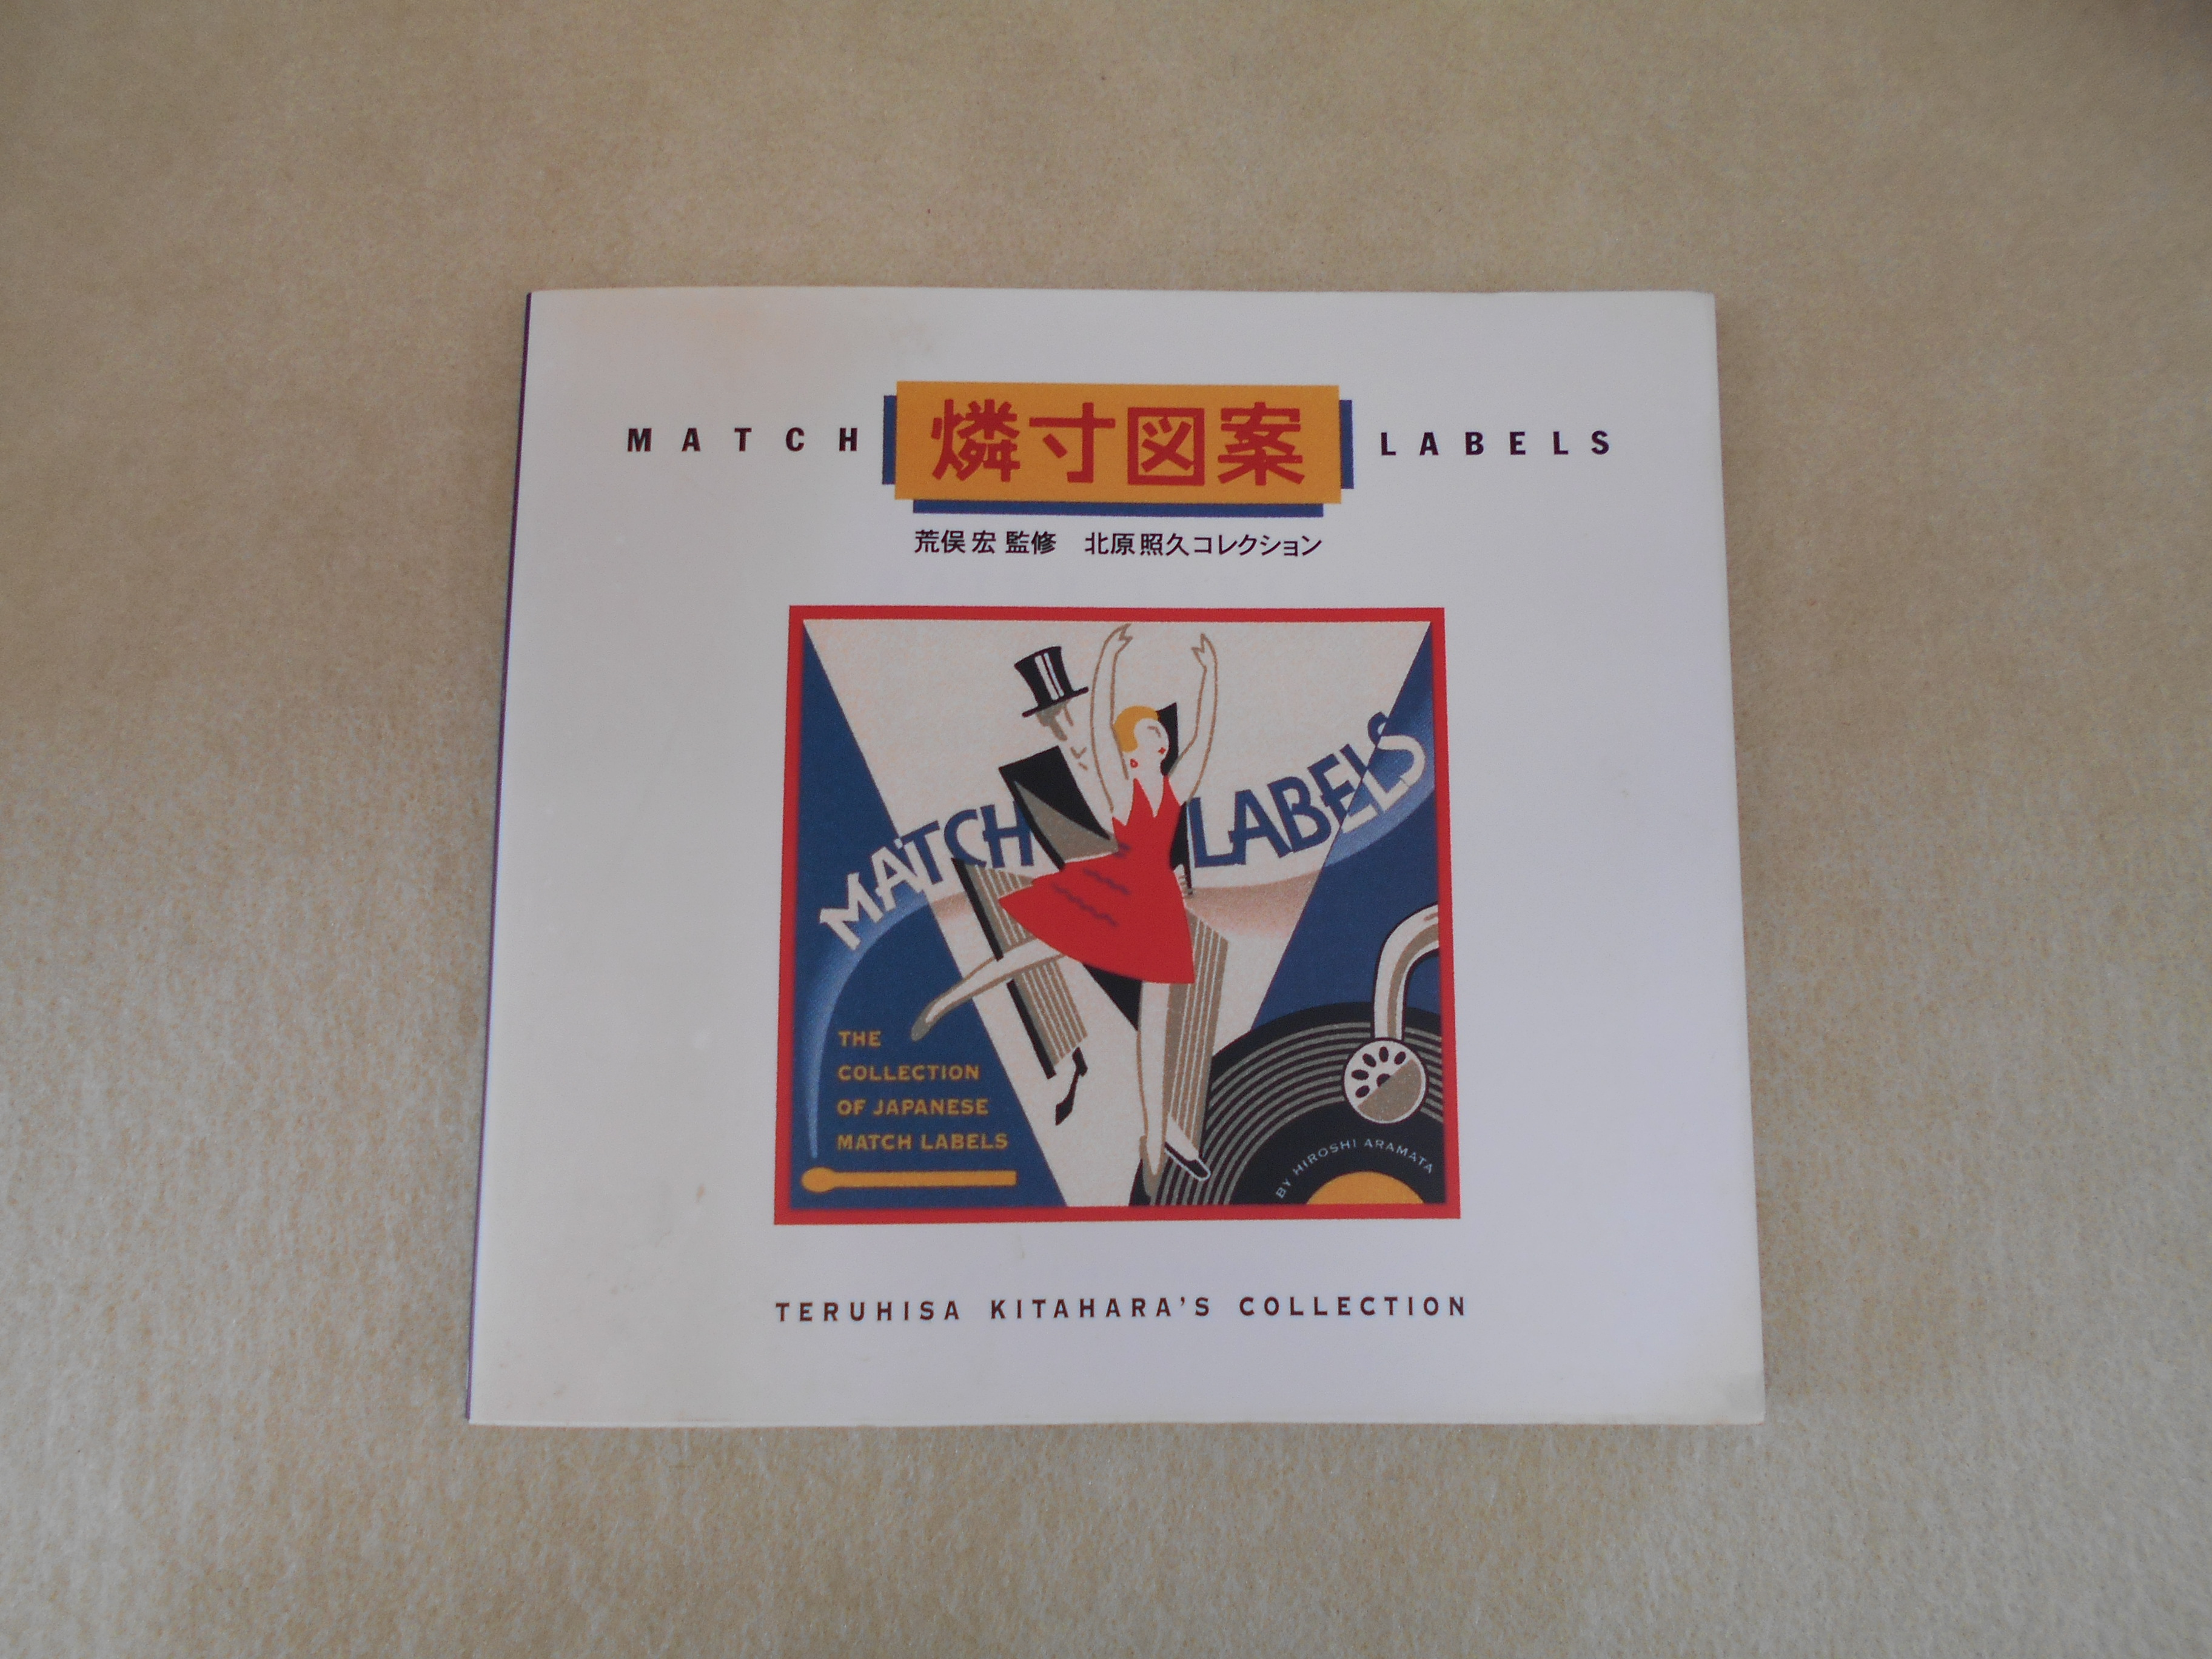 MATCH 燐寸図案 LABELS
荒俣 宏 監修　北原照久コレクション
MATCH LABELS
THE
COLLECTION
OF JAPANESE
MATCH LABELS
BY HIROSHI ARAMATA
TERUHISA KITAHARA'S COLLECTION